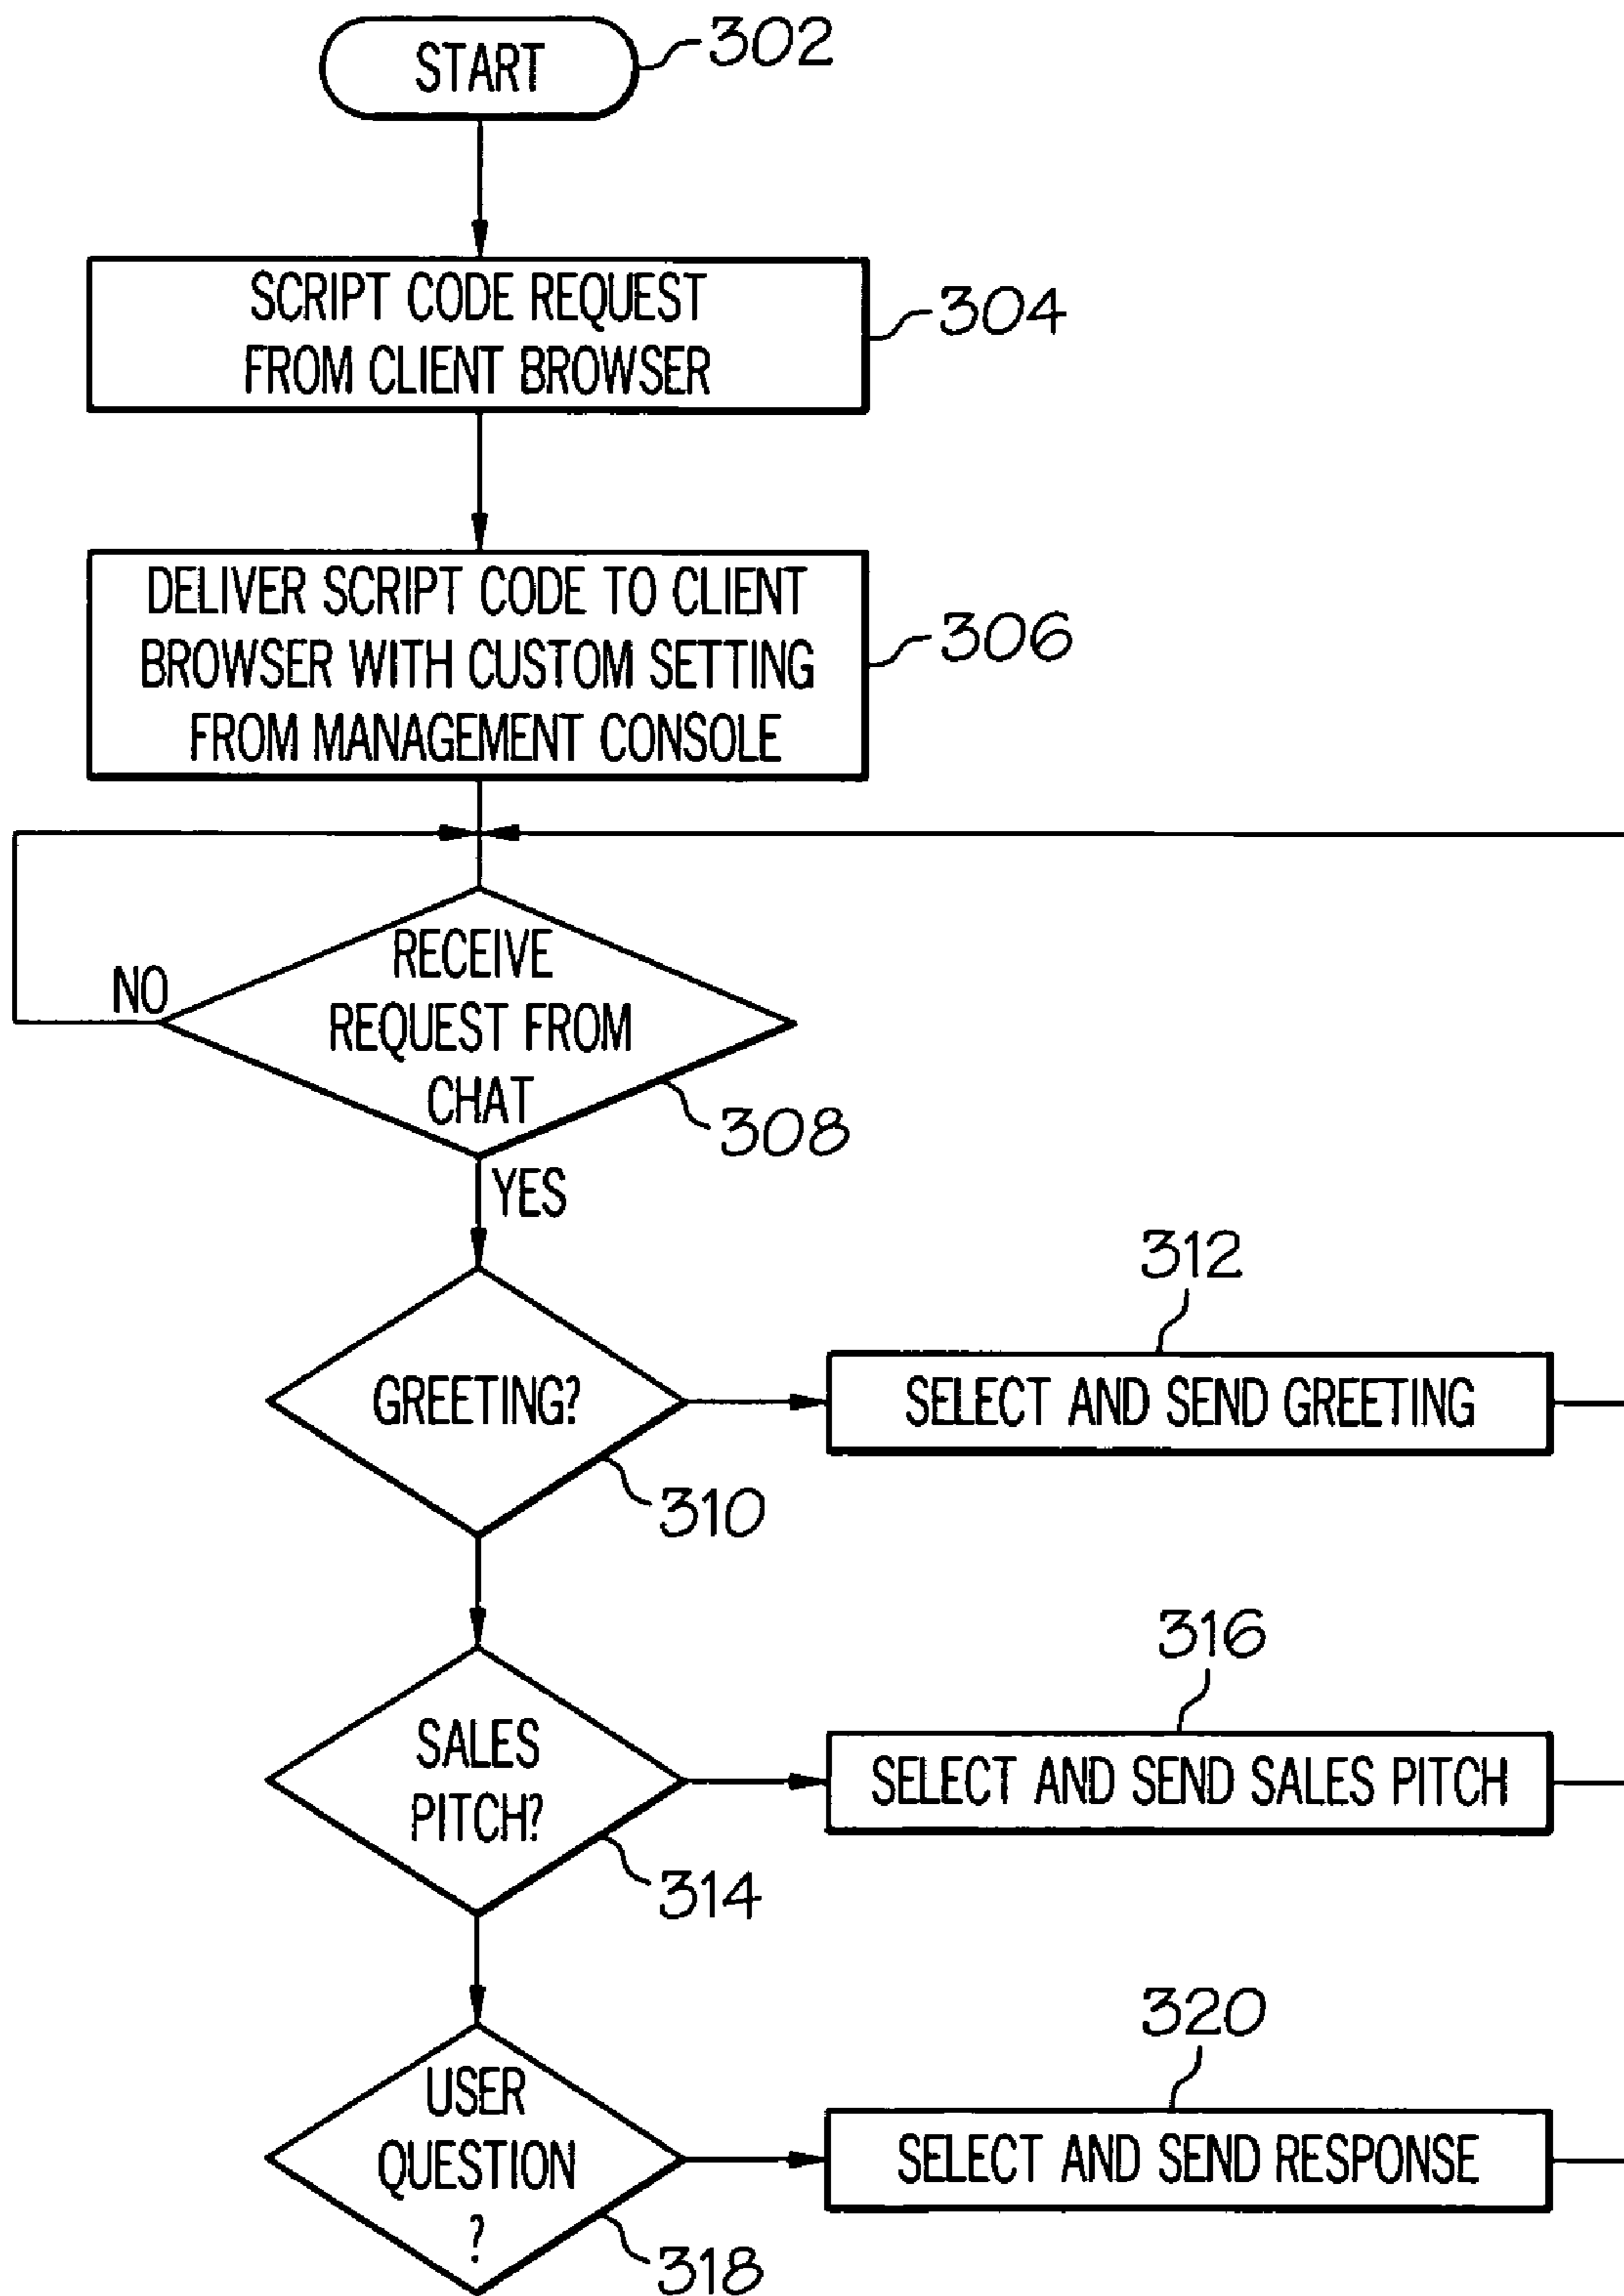 START
302
SCRIPT CODE REQUEST
FROM CLIENT BROWSER
304
DELIVER SCRIPT CODE TO CLIENT
BROWSER WITH CUSTOM SETTING
FROM MANAGEMENT CONSOLE
306
RECEIVE
REQUEST FROM
CHAT
NO
308
YES
GREETING?
310
312
SELECT AND SEND GREETING
SALES
PITCH?
314
316
SELECT AND SEND SALES PITCH
USER
QUESTION
?
318
320
SELECT AND SEND RESPONSE